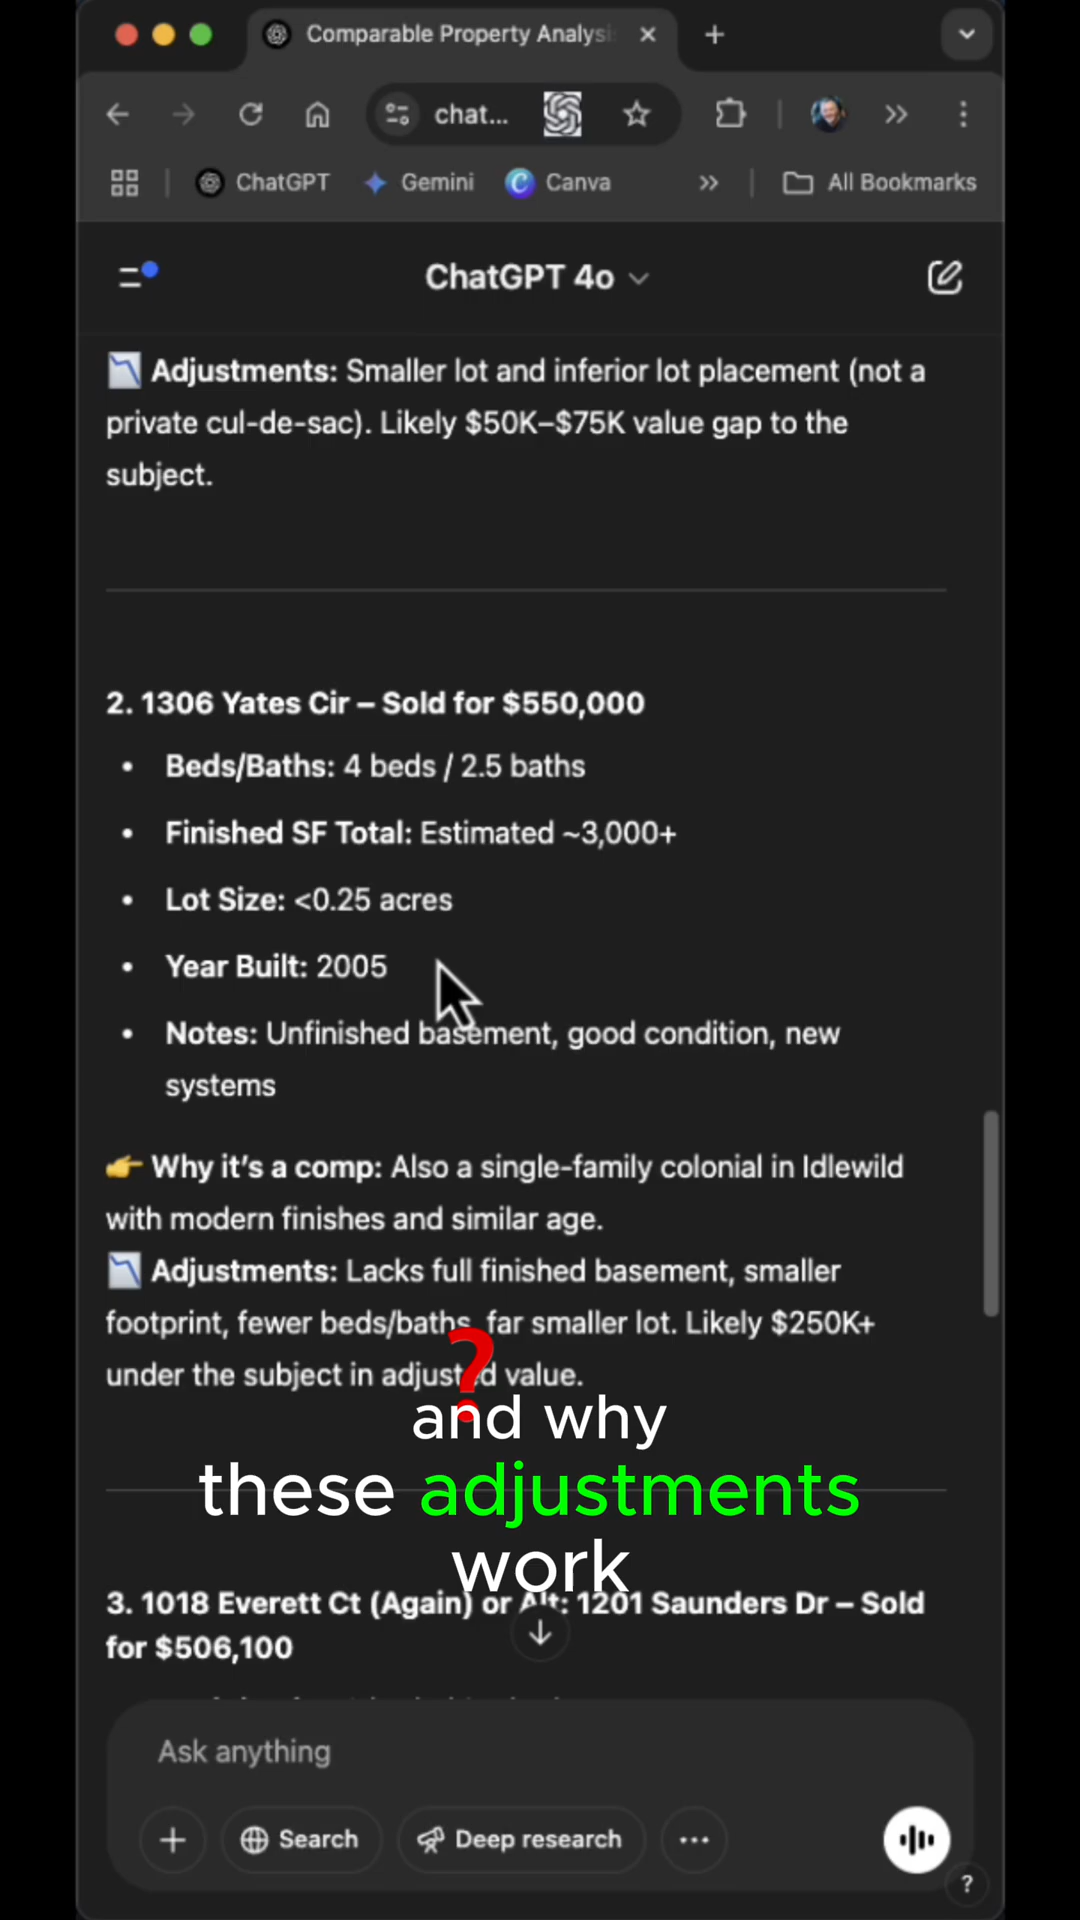 Comparable Property Analysi
chat...
ChatGPT
Gemini
Canva
All Bookmarks
ChatGPT 4o
Adjustments: Smaller lot and inferior lot placement (not a
private cul-de-sac). Likely $50K–$75K value gap to the
subject.
2. 1306 Yates Cir – Sold for $550,000
• Beds/Baths: 4 beds / 2.5 baths
• Finished SF Total: Estimated ~3,000+
• Lot Size: <0.25 acres
• Year Built: 2005
• Notes: Unfinished basement, good condition, new
systems
👉 Why it's a comp: Also a single-family colonial in Idlewild
with modern finishes and similar age.
Adjustments: Lacks full finished basement, smaller
footprint, fewer beds/baths, far smaller lot. Likely $250K+
under the subject in adjusted value.
?
and why
these adjustments
work
3. 1018 Everett Ct (Again) or Alt: 1201 Saunders Dr – Sold
for $506,100
Ask anything
Search
Deep research
?